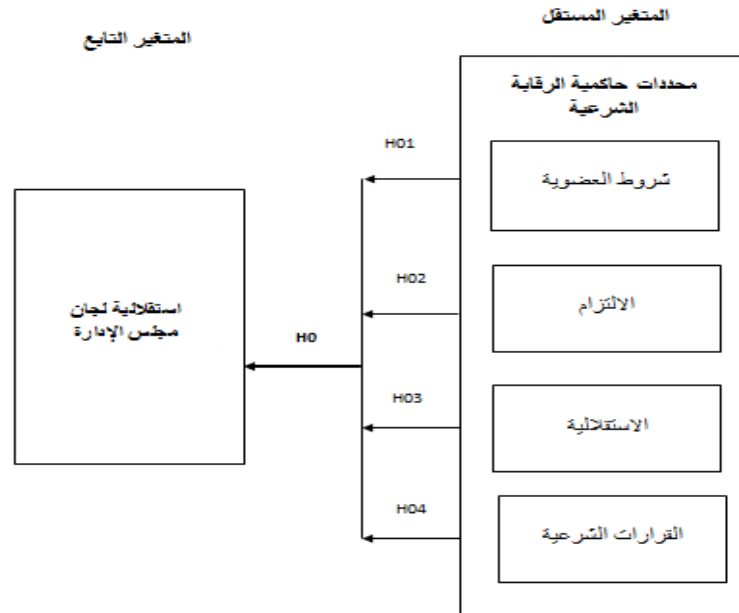 المتغير المستقل
المتغير التابع
محددات حاكمية الرقابة
الشرعية
H01
شروط العضوية
H02
الالتزام
استقلالية لجان
مجلس الإدارة
H0
H03
الاستقلالية
H04
القرارات الشرعية